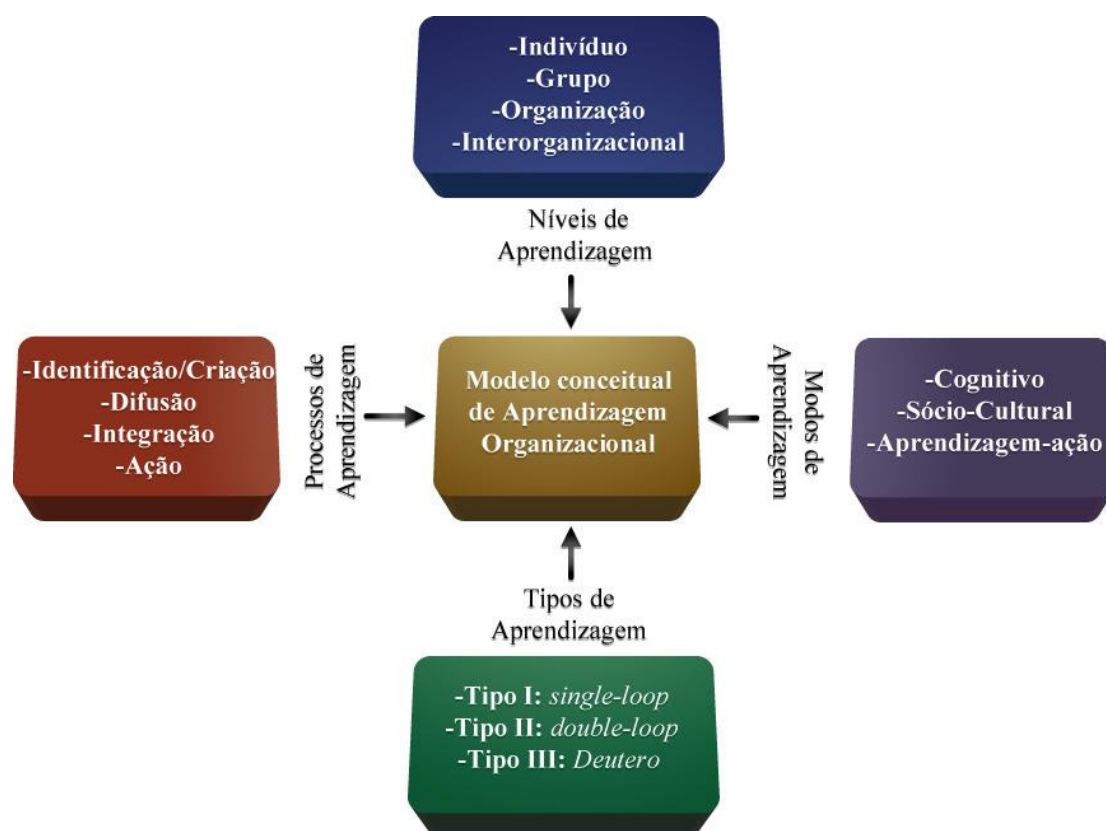 -Indivíduo
-Grupo
-Organização
-Interorganizacional
Níveis de
Aprendizagem
-Identificação/Criação
-Difusão
-Integração
-Ação
Processos de
Aprendizagem
Modelo conceitual
de Aprendizagem
Organizacional
Modos de
Aprendizagem
-Cognitivo
-Sócio-Cultural
-Aprendizagem-ação
Tipos de
Aprendizagem
-Tipo I: single-loop
-Tipo II: double-loop
-Tipo III: Deutero